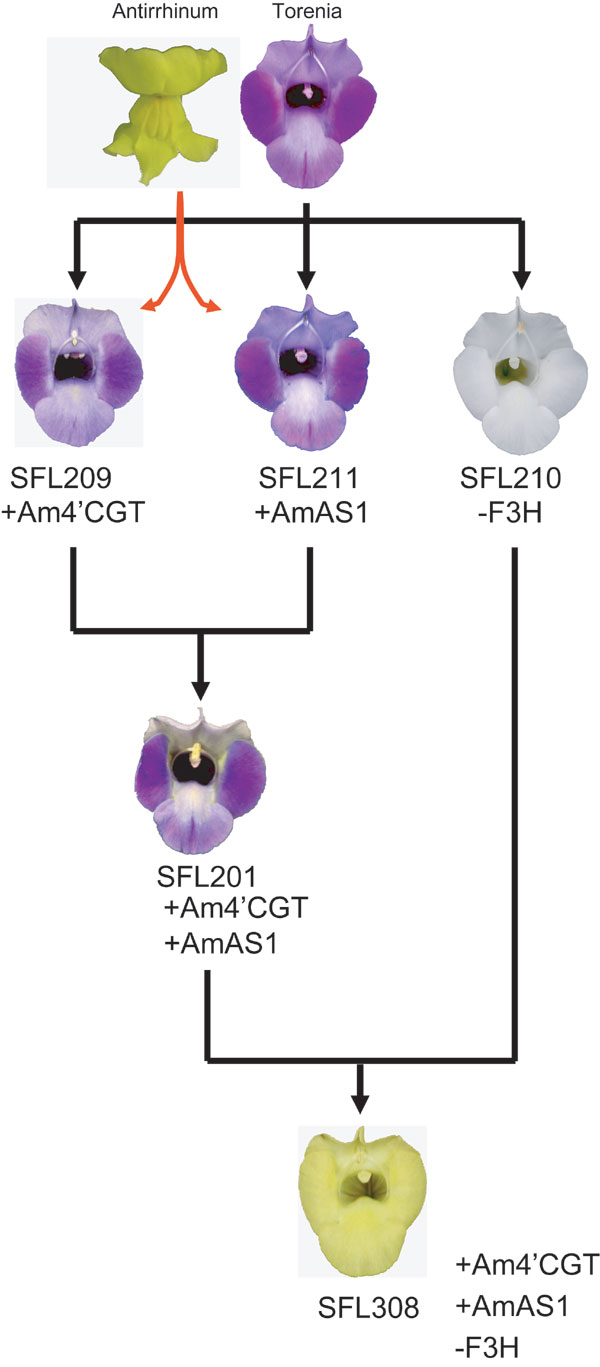 Antirrhinum
Torenia
SFL209
+Am4’CGT
SFL211
+AmAS1
SFL210
-F3H
SFL201
+Am4’CGT
+AmAS1
SFL308
+Am4’CGT
+AmAS1
-F3H